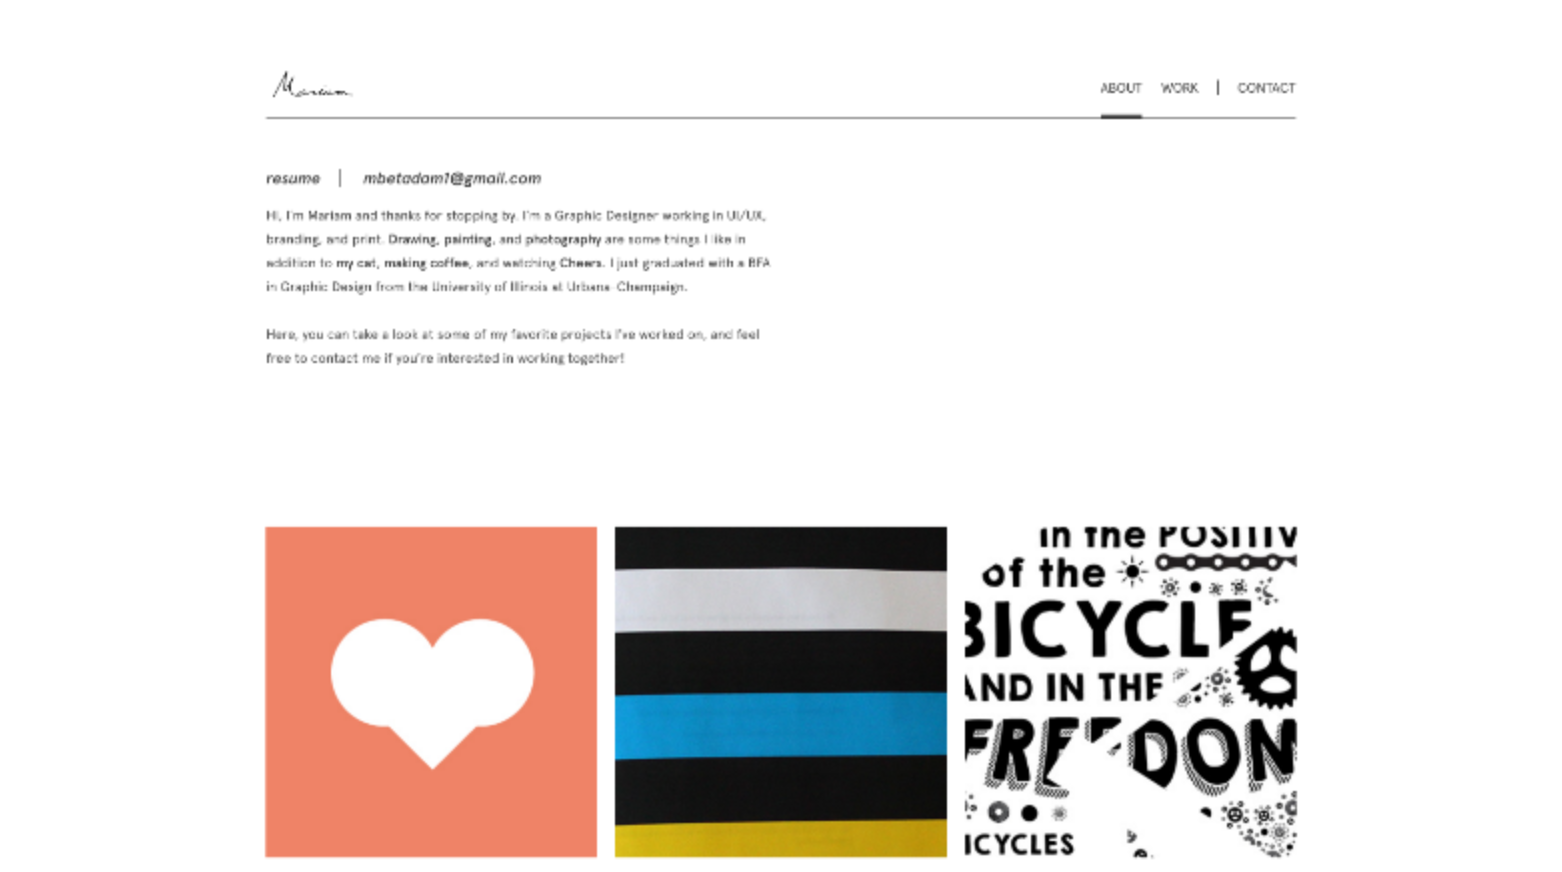 Mariam
ABOUT WORK | CONTACT
resume | mbetadam1@gmail.com
Hi, I'm Mariam and thanks for stopping by. I'm a Graphic Designer working in UI/UX,
branding, and print. Drawing, painting, and photography are some things I like in
addition to my cat, making coffee, and watching Cheers. I just graduated with a BFA
in Graphic Design from the University of Illinois at Urbana-Champaign.
Here, you can take a look at some of my favorite projects I've worked on, and feel
free to contact me if you're interested in working together!
in the POSITIV
of the
BICYCLE
AND IN THE
FREEDOM
ICYCLES